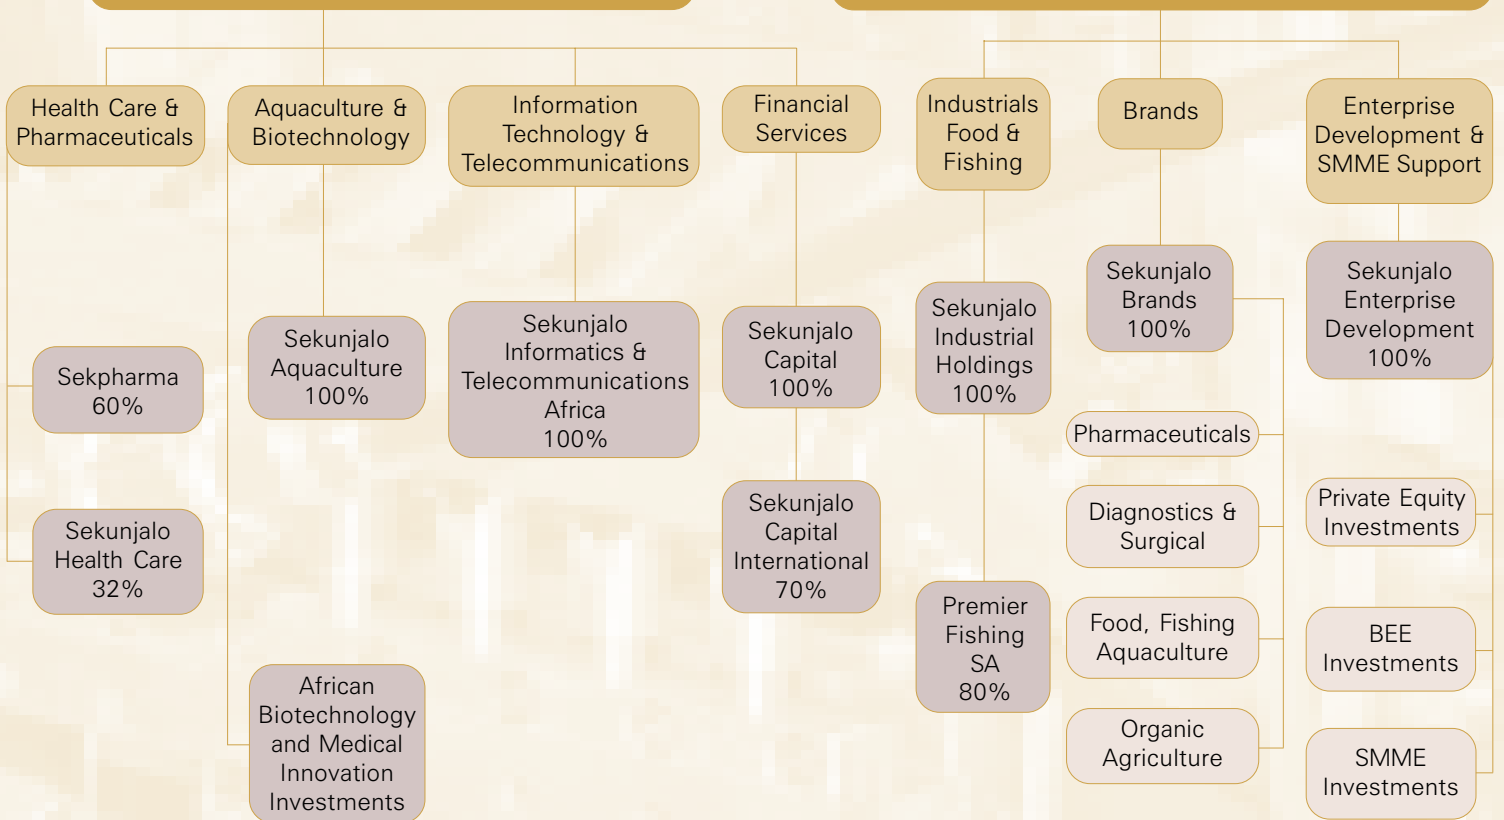 Health Care &
Pharmaceuticals
Aquaculture &
Biotechnology
Information
Technology &
Telecommunications
Financial
Services
Industrials
Food &
Fishing
Brands
Enterprise
Development &
SMME Support
Sekpharma
60%
Sekunjalo
Health Care
32%
Sekunjalo
Aquaculture
100%
African
Biotechnology
and Medical
Innovation
Investments
Sekunjalo
Informatics &
Telecommunications
Africa
100%
Sekunjalo
Capital
100%
Sekunjalo
Capital
International
70%
Sekunjalo
Industrial
Holdings
100%
Premier
Fishing
SA
80%
Sekunjalo
Brands
100%
Pharmaceuticals
Diagnostics &
Surgical
Food, Fishing
Aquaculture
Organic
Agriculture
Sekunjalo
Enterprise
Development
100%
Private Equity
Investments
BEE
Investments
SMME
Investments